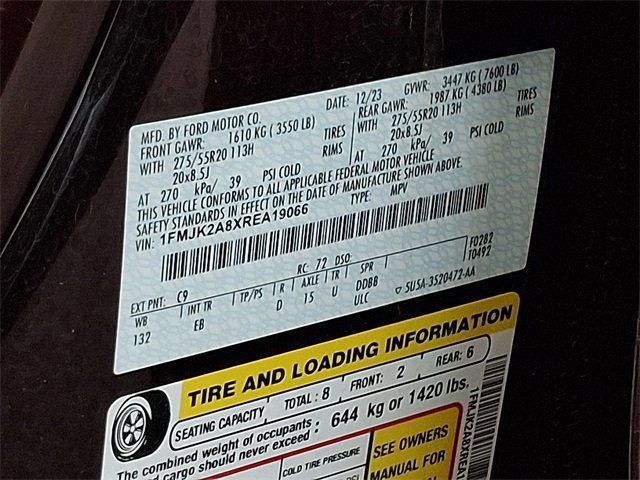 MFD. BY FORD MOTOR CO. DATE: 12/23 GVWR: 3447 KG (7600 LB)
FRONT GAWR: 1610 KG (3550 LB) REAR GAWR: 1987 KG (4380 LB)
WITH 275/55R20 113H TIRES WITH 275/55R20 113H TIRES
20x8.5J RIMS 20x8.5J RIMS
AT 270 kPa/ 39 PSI COLD AT 270 kPa/ 39 PSI COLD
THIS VEHICLE CONFORMS TO ALL APPLICABLE FEDERAL MOTOR VEHICLE
SAFETY STANDARDS IN EFFECT ON THE DATE OF MANUFACTURE SHOWN ABOVE.
VIN: 1FMJK2A8XREA19066 TYPE: MPV
F0282
T0492
EXT PNT: C9 RC: 72 DSO:
WB INT TR TP/PS R AXLE TR SPR
132 EB D 15 U DDBB
ULC 5USA-3520472-AA
TIRE AND LOADING INFORMATION
SEATING CAPACITY TOTAL: 8 FRONT: 2 REAR: 6
The combined weight of occupants
and cargo should never exceed: 644 kg or 1420 lbs.
COLD TIRE PRESSURE
SEE OWNERS
MANUAL FOR
1FMJK2A8XREA1